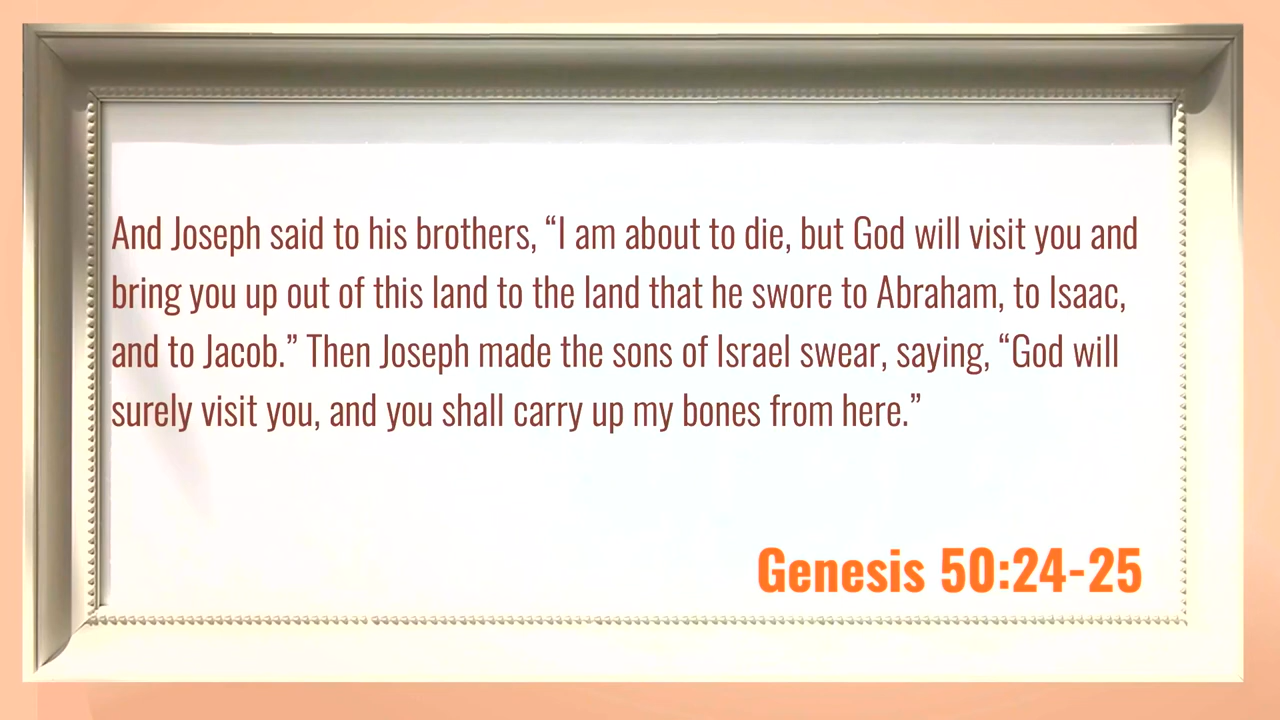 And Joseph said to his brothers, “I am about to die, but God will visit you and
bring you up out of this land to the land that he swore to Abraham, to Isaac,
and to Jacob.” Then Joseph made the sons of Israel swear, saying, “God will
surely visit you, and you shall carry up my bones from here.”
Genesis 50:24-25